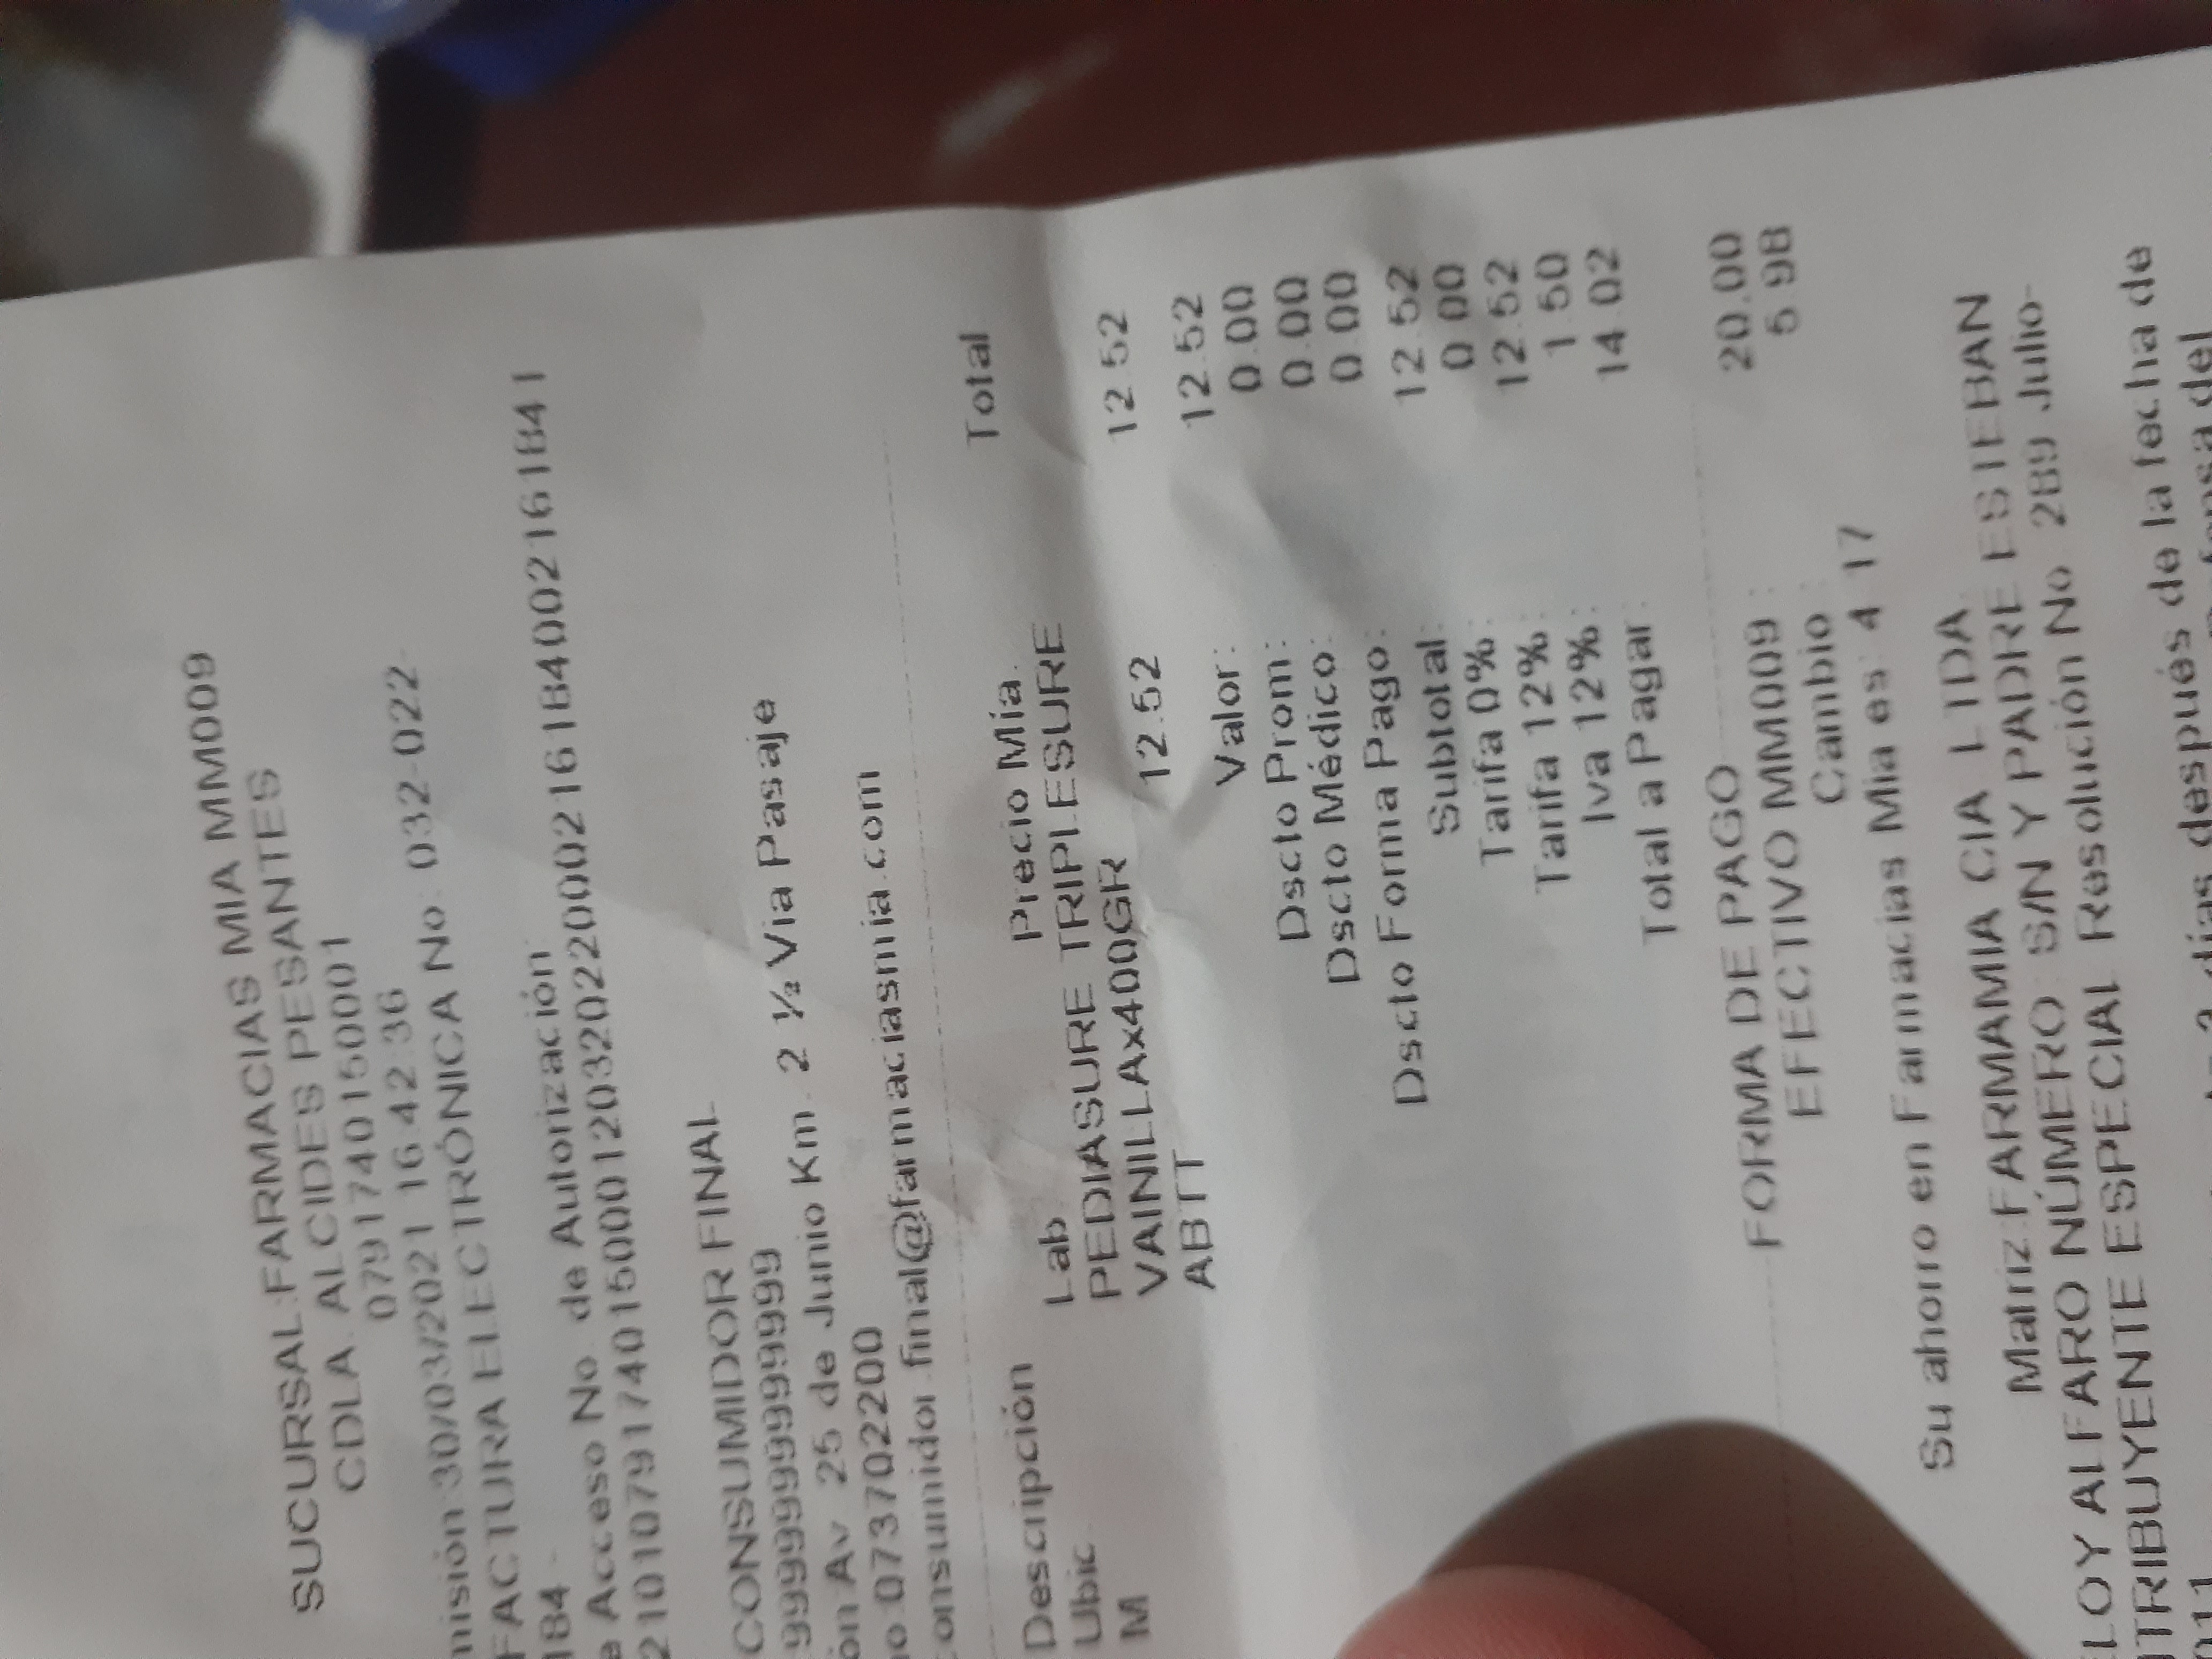 SUCURSAL:FARMACIAS MIA MM009
CDLA. ALCIDES PESANTES
0791740150001
misión:30/03/2021 16:42:36
FACTURA ELECTRÓNICA No. 032-022-
184 -
e Acceso No. de Autorización:
210107917401500012032022000216184002161841
CONSUMIDOR FINAL
9999999999999
ón Av. 25 de Junio Km. 2 ½ Via Pasaje
no:073702200
consumidor.final@farmaciasmia.com
Descripción
Lab. Precio Mía. Total
Ubic
M PEDIASURE TRIPLESURE
VAINILLAx400GR
ABTT 12.52 12.52
Valor: 12.52
Dscto Prom: 0.00
Dscto Médico: 0.00
Dscto Forma Pago: 0.00
Subtotal: 12.52
Tarifa 0%: 0.00
Tarifa 12%: 12.52
Iva 12%: 1.50
Total a Pagar: 14.02
FORMA DE PAGO
EFECTIVO MM009 : 20.00
Cambio : 5.98
Su ahorro en Farmacias Mia es: 4.17
Matriz:FARMAMIA CIA. LTDA.
ELOY ALFARO NÚMERO: S/N Y PADRE ESTEBAN
NTRIBUYENTE ESPECIAL Resolución No. 289 Julio-
011
3 días después de la fecha de
del